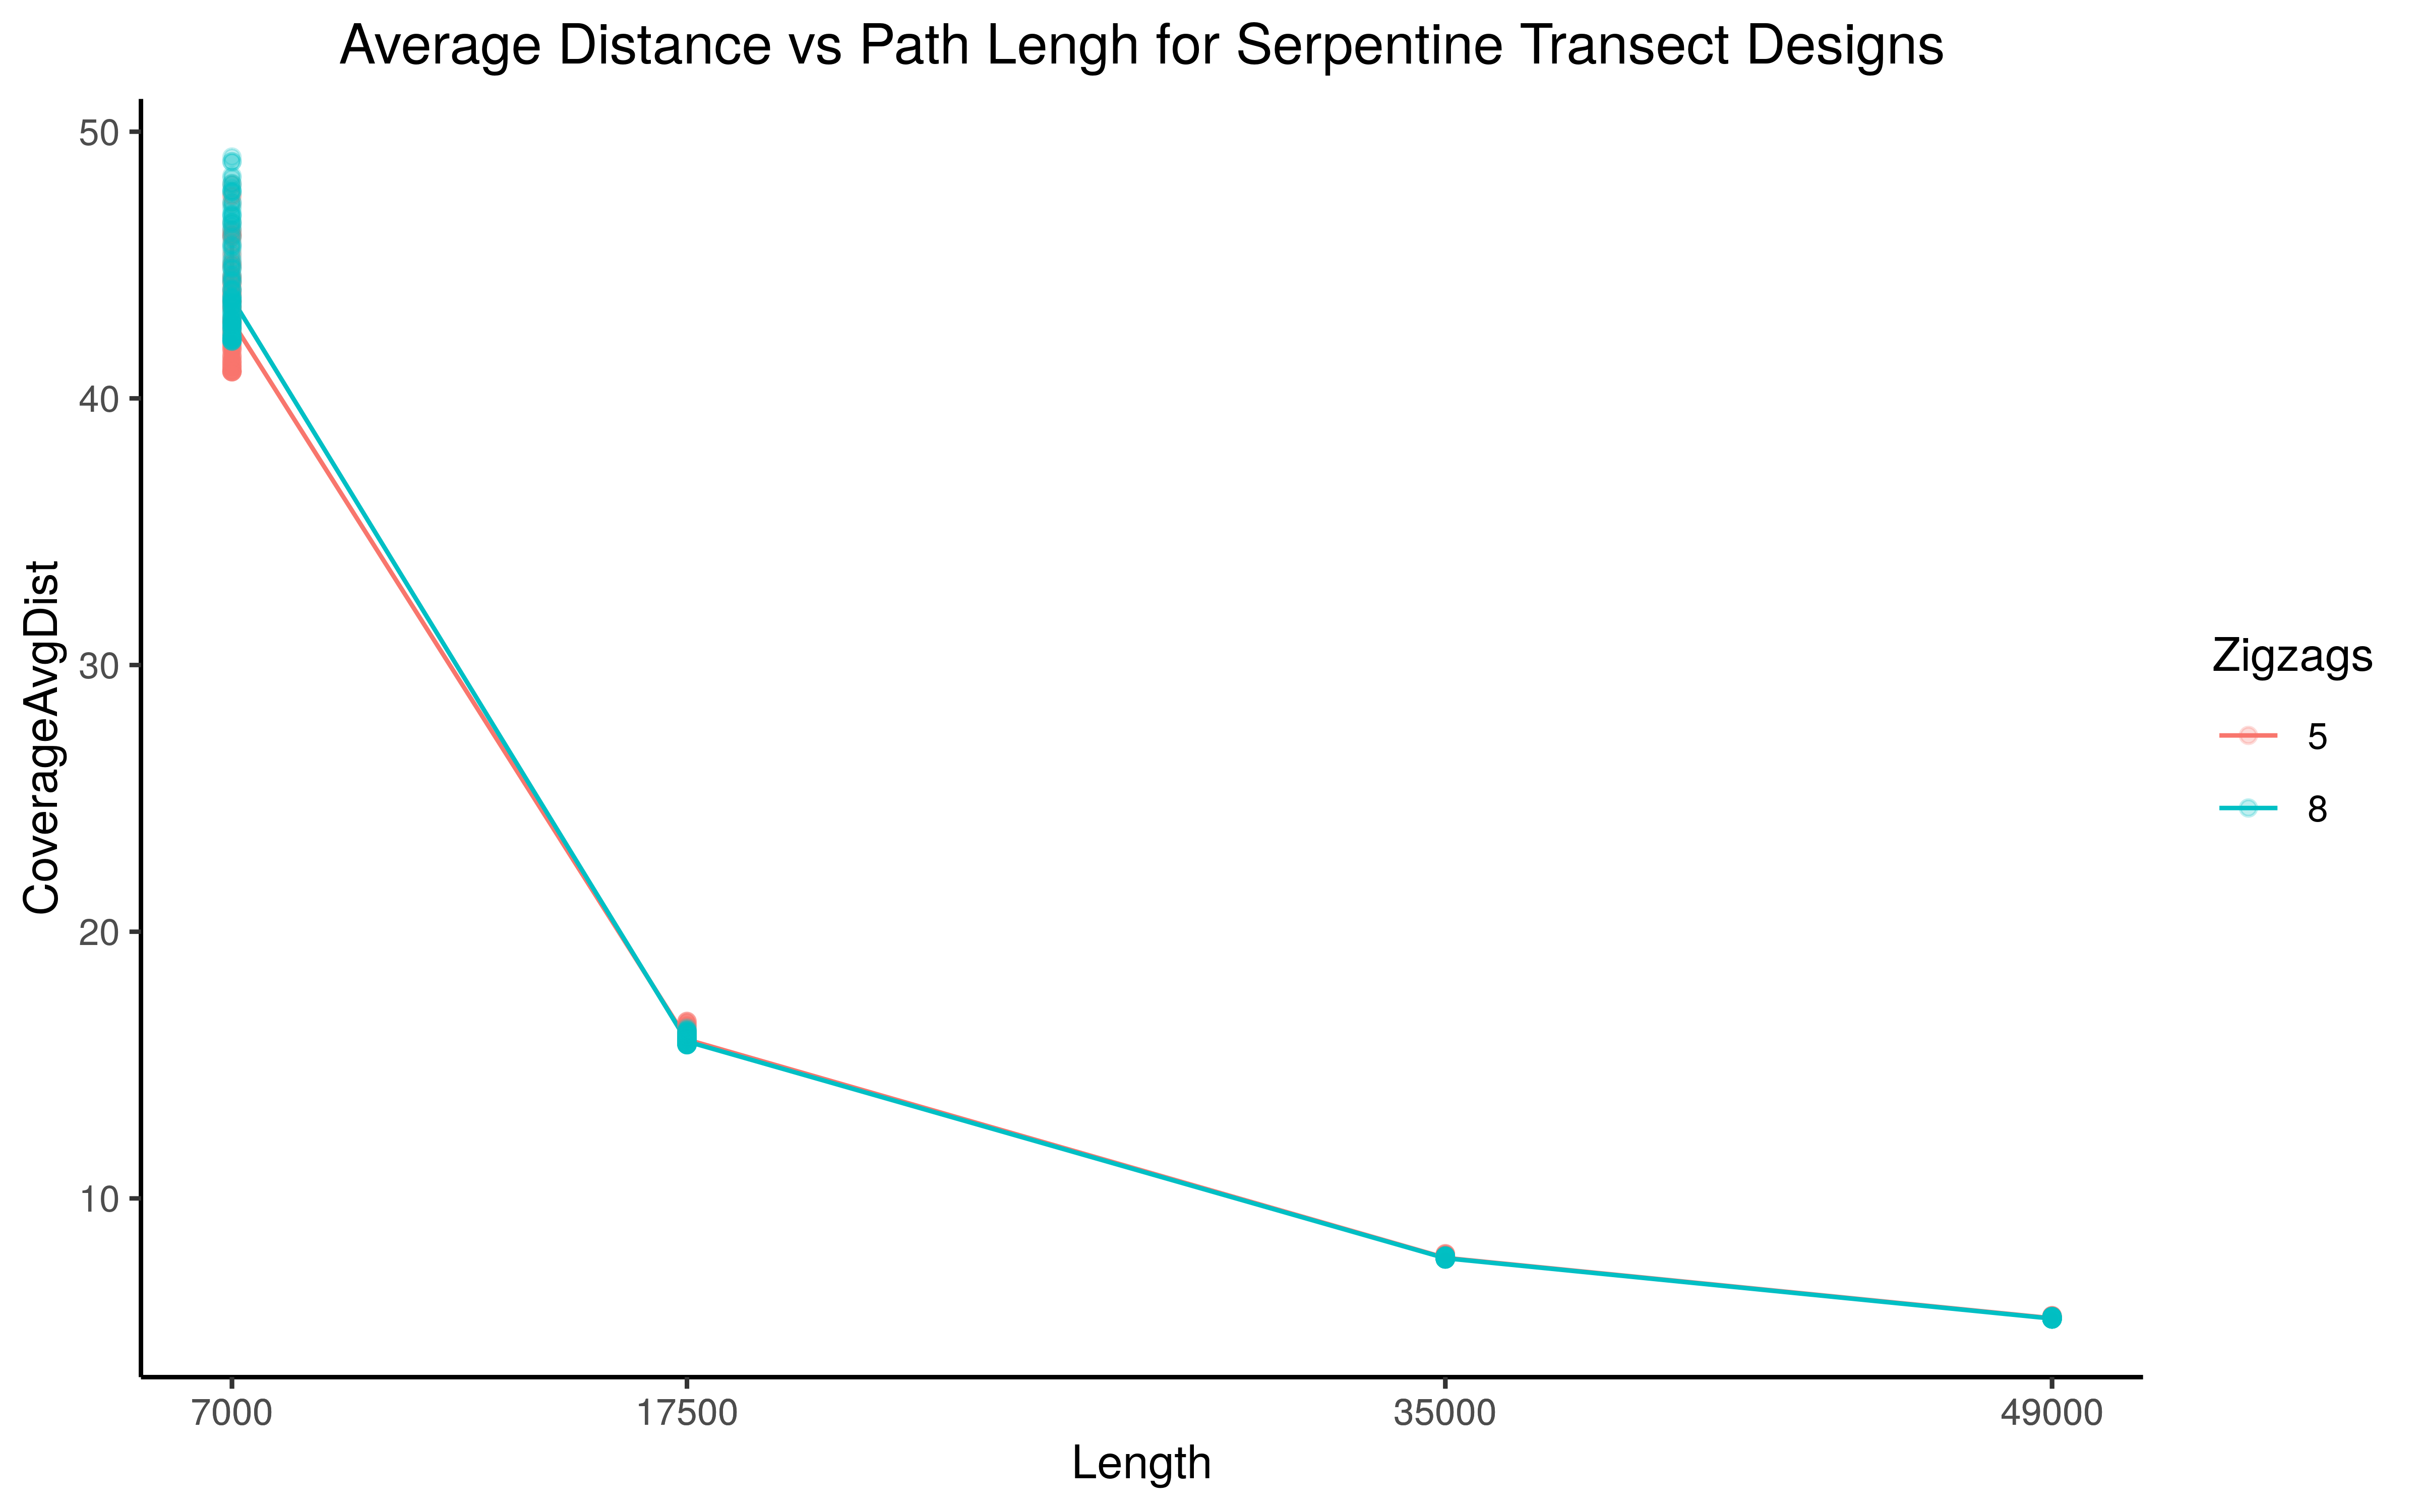 Average Distance vs Path Lengh for Serpentine Transect Designs
50
40
30
20
10
CoverageAvgDist
7000 17500 35000 49000
Length
Zigzags
5
8